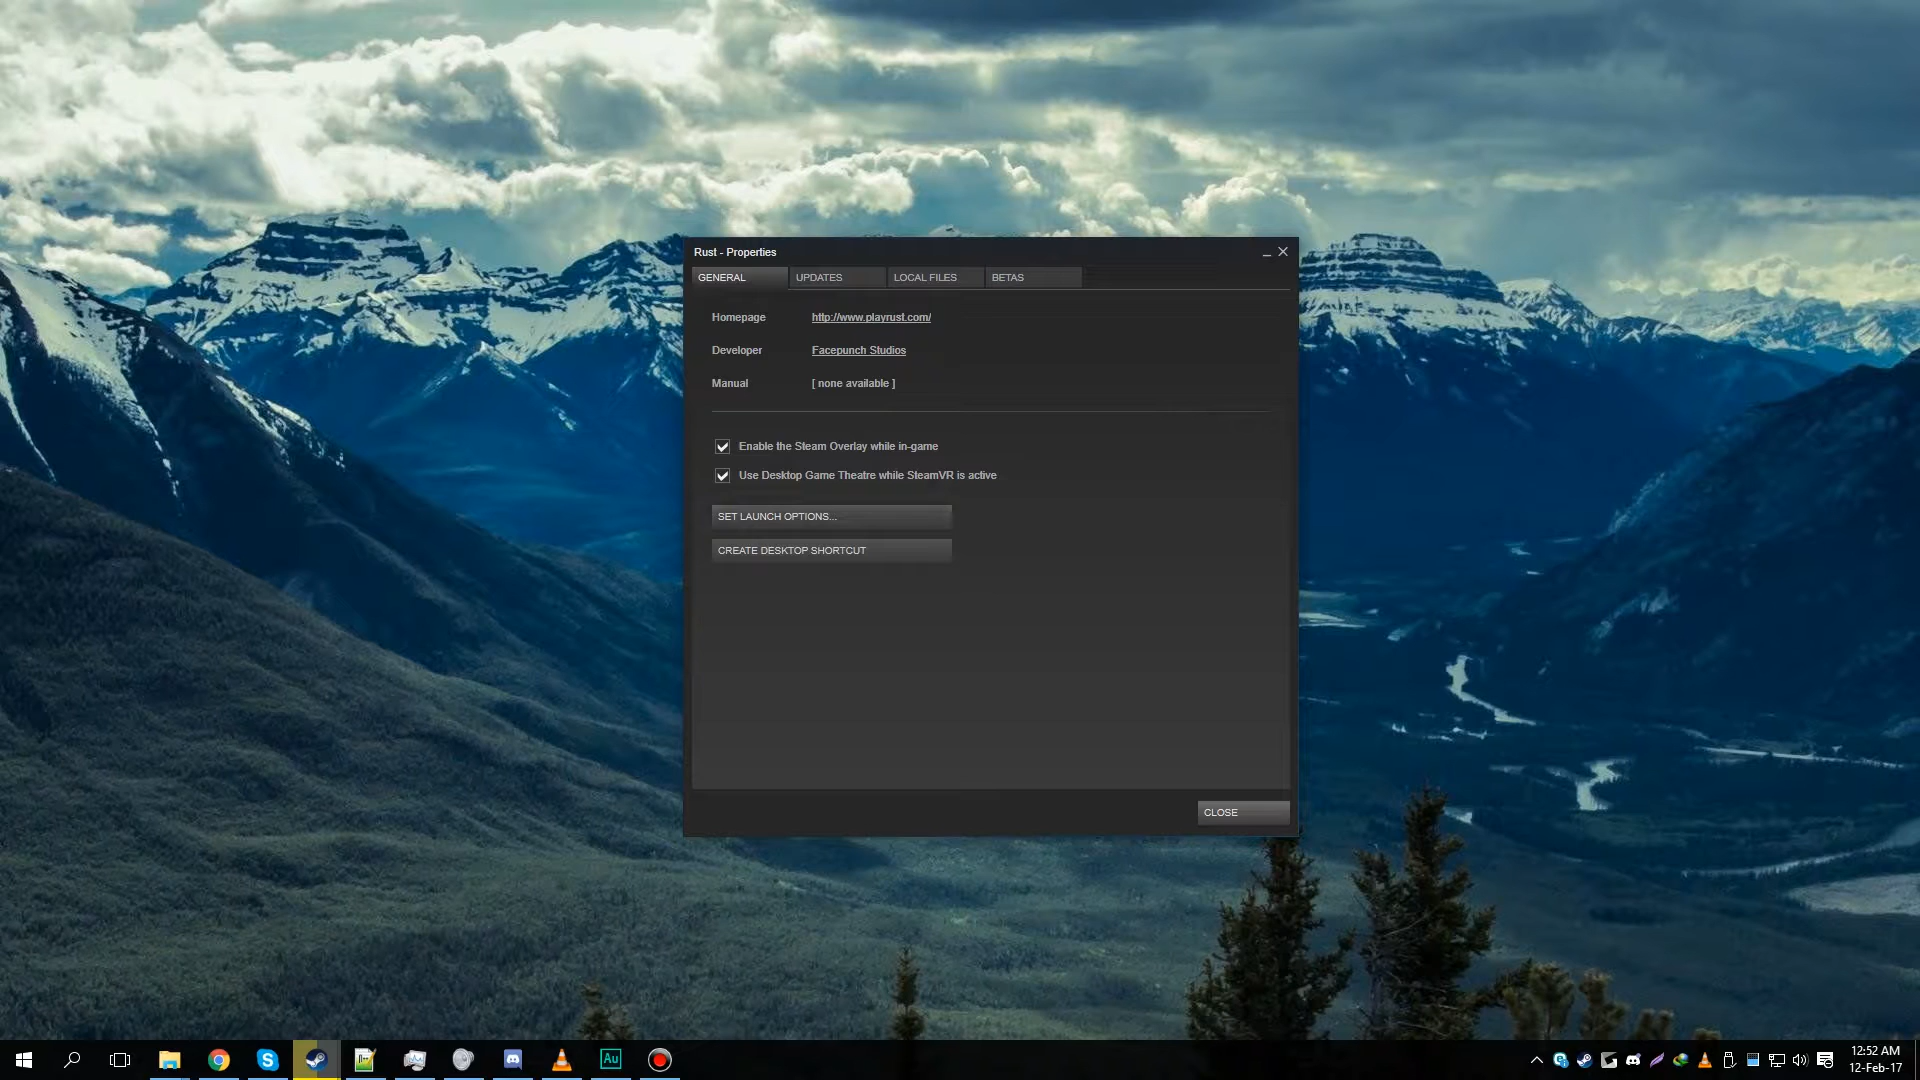 Rust - Properties
GENERAL UPDATES LOCAL FILES BETAS
Homepage http://www.playrust.com/
Developer Facepunch Studios
Manual [ none available ]
Enable the Steam Overlay while in-game
Use Desktop Game Theatre while SteamVR is active
SET LAUNCH OPTIONS...
CREATE DESKTOP SHORTCUT
CLOSE
Au
12:52 AM
12-Feb-17